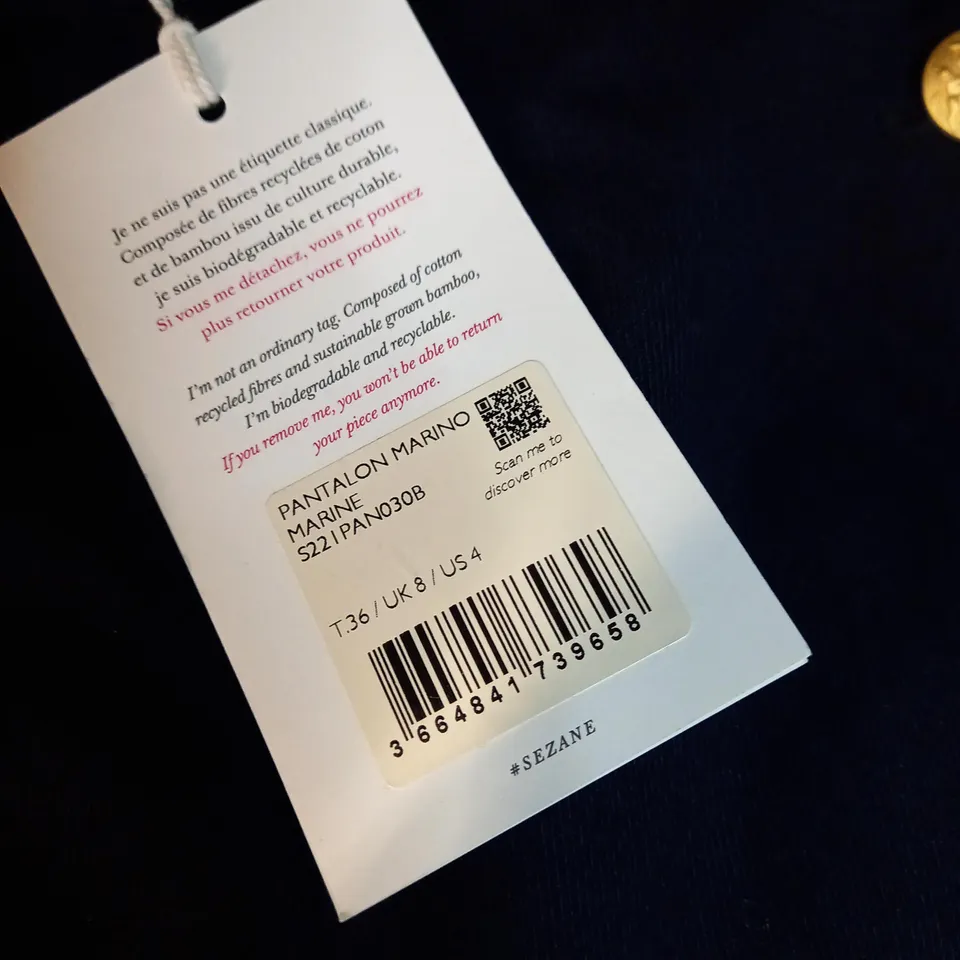 Je ne suis pas une étiquette classique.
Composée de fibres recyclées de coton
et de bambou issu de culture durable,
je suis biodégradable et recyclable.
Si vous me détachez, vous ne pourrez
plus retourner votre produit.
I'm not an ordinary tag. Composed of cotton
recycled fibres and sustainable grown bamboo,
I'm biodegradable and recyclable.
If you remove me, you won't be able to return
your piece anymore.
PANTALON MARINO
MARINE
S221PAN030B
Scan me to
discover more
T.36 / UK 8 / US 4
3 664841 739658
#SEZANE